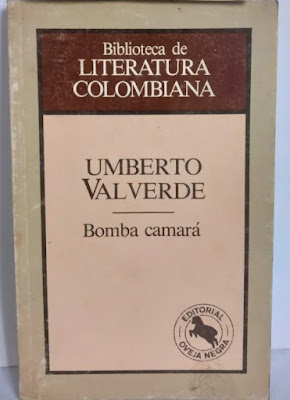 Biblioteca de
LITERATURA
COLOMBIANA
UMBERTO
VALVERDE
Bomba camará
EDITORIAL
OVEJA NEGRA